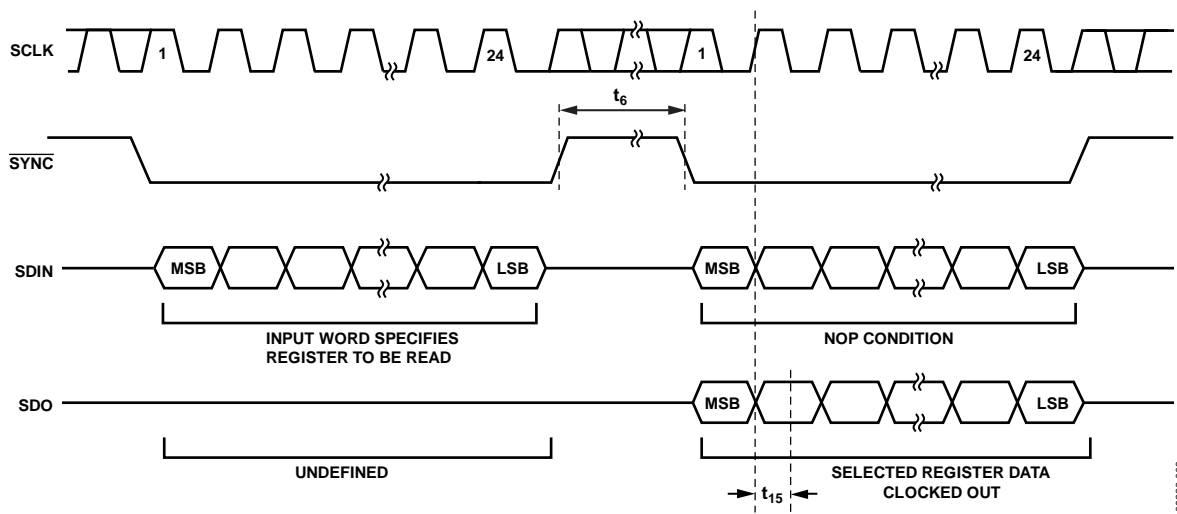 SCLK
1
24
1
24
t6
SYNC
SDIN
MSB
LSB
MSB
LSB
INPUT WORD SPECIFIES
REGISTER TO BE READ
NOP CONDITION
SDO
MSB
LSB
UNDEFINED
t15
SELECTED REGISTER DATA
CLOCKED OUT